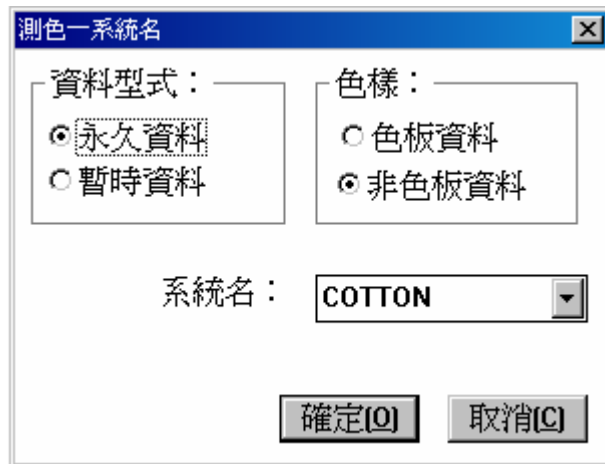 測色－系統名
資料型式： 色樣：
永久資料 色板資料
暫時資料 非色板資料
系統名： COTTON
確定(O) 取消(C)